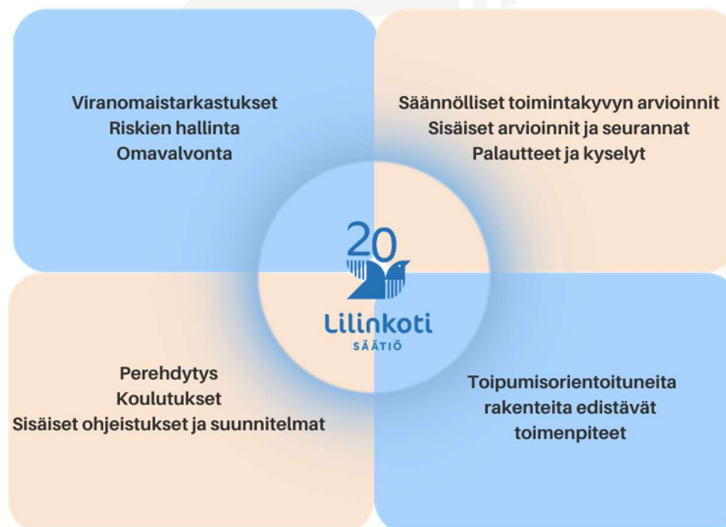 Viranomaistarkastukset
Riskien hallinta
Omavalvonta
Säännölliset toimintakyvyn arvioinnit
Sisäiset arvioinnit ja seurannat
Palautteet ja kyselyt
20
Lilinkoti
SÄÄTIÖ
Perehdytys
Koulutukset
Sisäiset ohjeistukset ja suunnitelmat
Toipumisorientoituneita
rakenteita edistävät
toimenpiteet